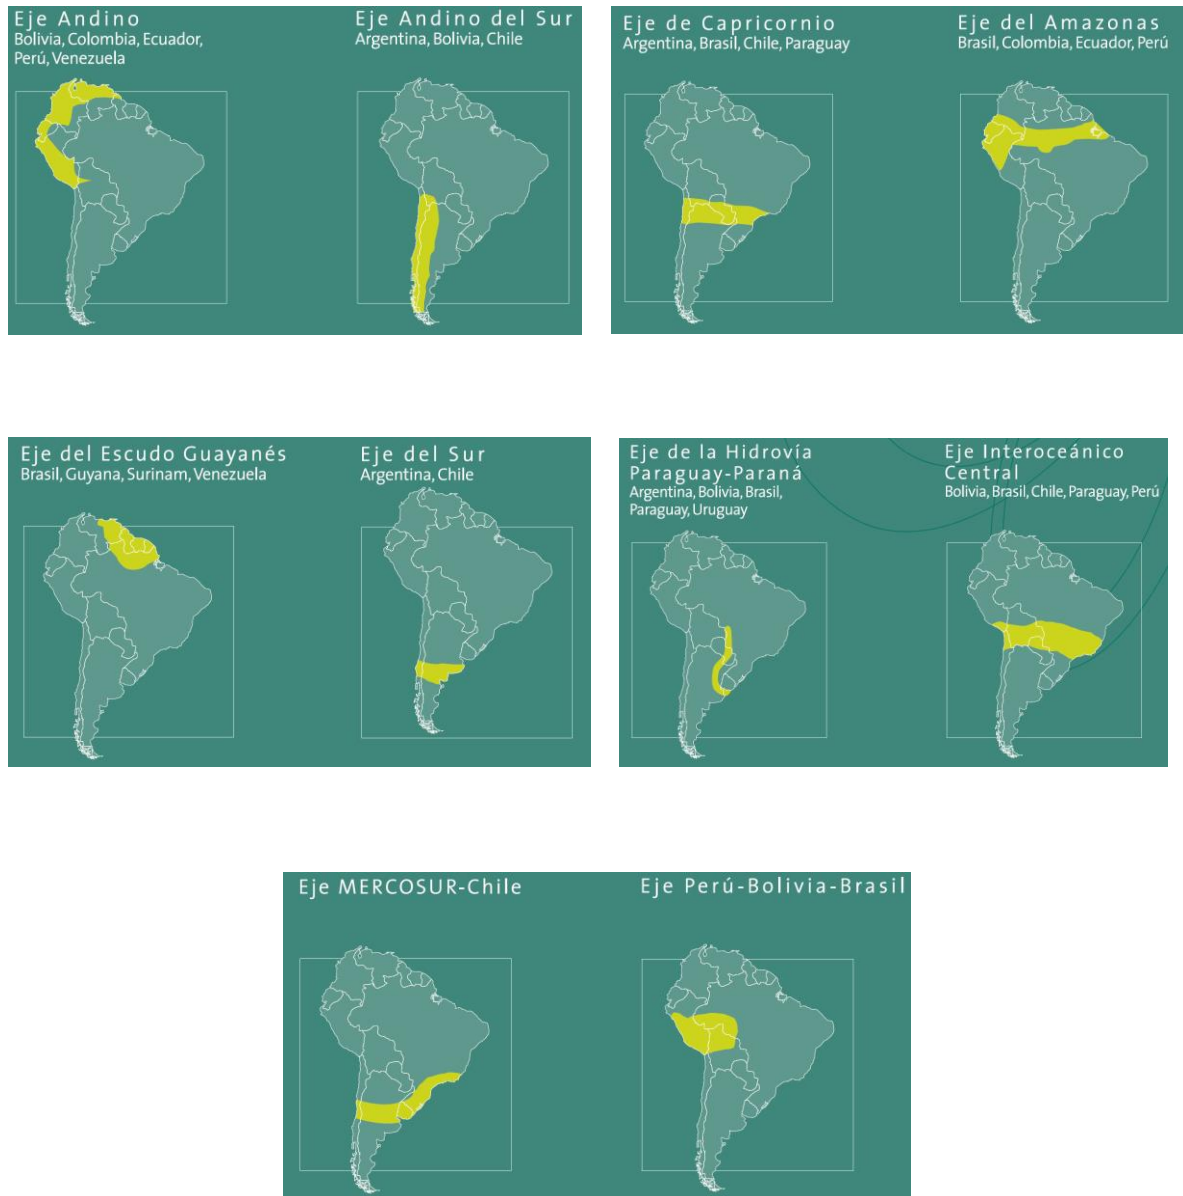 Eje Andino
Bolivia, Colombia, Ecuador,
Perú, Venezuela
Eje Andino del Sur
Argentina, Bolivia, Chile
Eje de Capricornio
Argentina, Brasil, Chile, Paraguay
Eje del Amazonas
Brasil, Colombia, Ecuador, Perú
Eje del Escudo Guayanés
Brasil, Guyana, Surinam, Venezuela
Eje del Sur
Argentina, Chile
Eje de la Hidrovía
Paraguay-Paraná
Argentina, Bolivia, Brasil,
Paraguay, Uruguay
Eje Interoceánico
Central
Bolivia, Brasil, Chile, Paraguay, Perú
Eje MERCOSUR-Chile
Eje Perú-Bolivia-Brasil